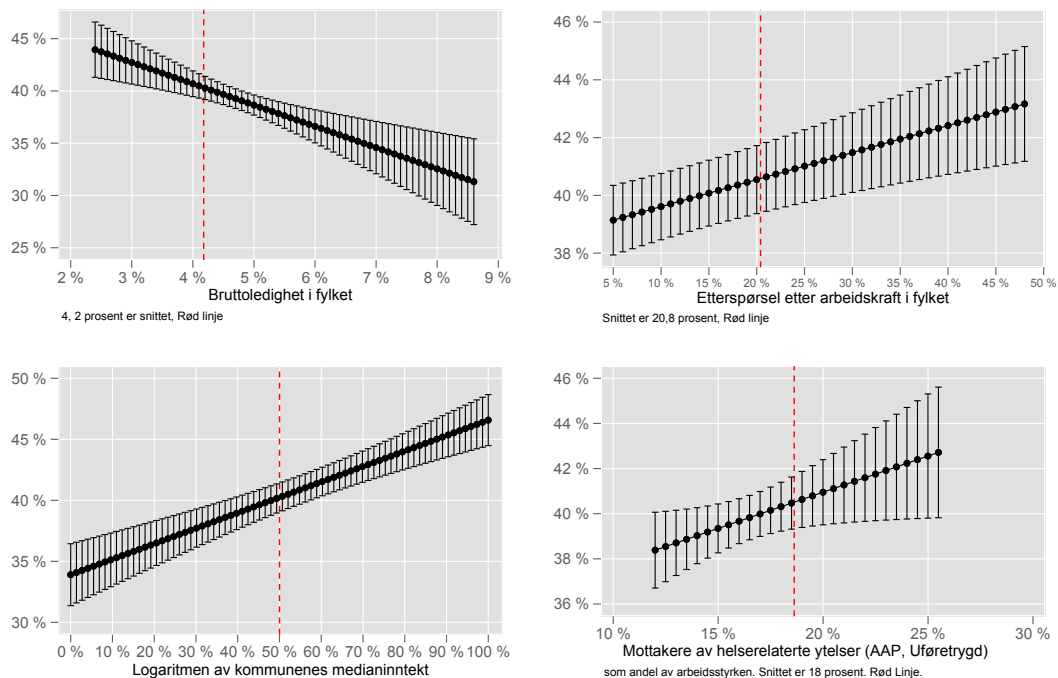 45 %
40 %
35 %
30 %
25 %
2 % 3 % 4 % 5 % 6 % 7 % 8 % 9 %
Bruttoledighet i fylket
4, 2 prosent er snittet, Rød linje
46 %
44 %
42 %
40 %
38 %
5 % 10 % 15 % 20 % 25 % 30 % 35 % 40 % 45 % 50 %
Etterspørsel etter arbeidskraft i fylket
Snittet er 20,8 prosent, Rød linje
50 %
45 %
40 %
35 %
30 %
0 % 10 % 20 % 30 % 40 % 50 % 60 % 70 % 80 % 90 % 100 %
Logaritmen av kommunenes medianinntekt
46 %
44 %
42 %
40 %
38 %
36 %
10 % 15 % 20 % 25 % 30 %
Mottakere av helserelaterte ytelser (AAP, Uføretrygd)
som andel av arbeidsstyrken. Snittet er 18 prosent. Rød Linje.